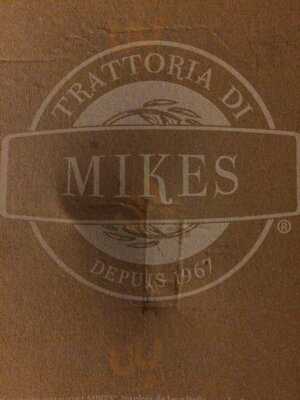 TRATTORIA DI
MIKES
®
DEPUIS 1967